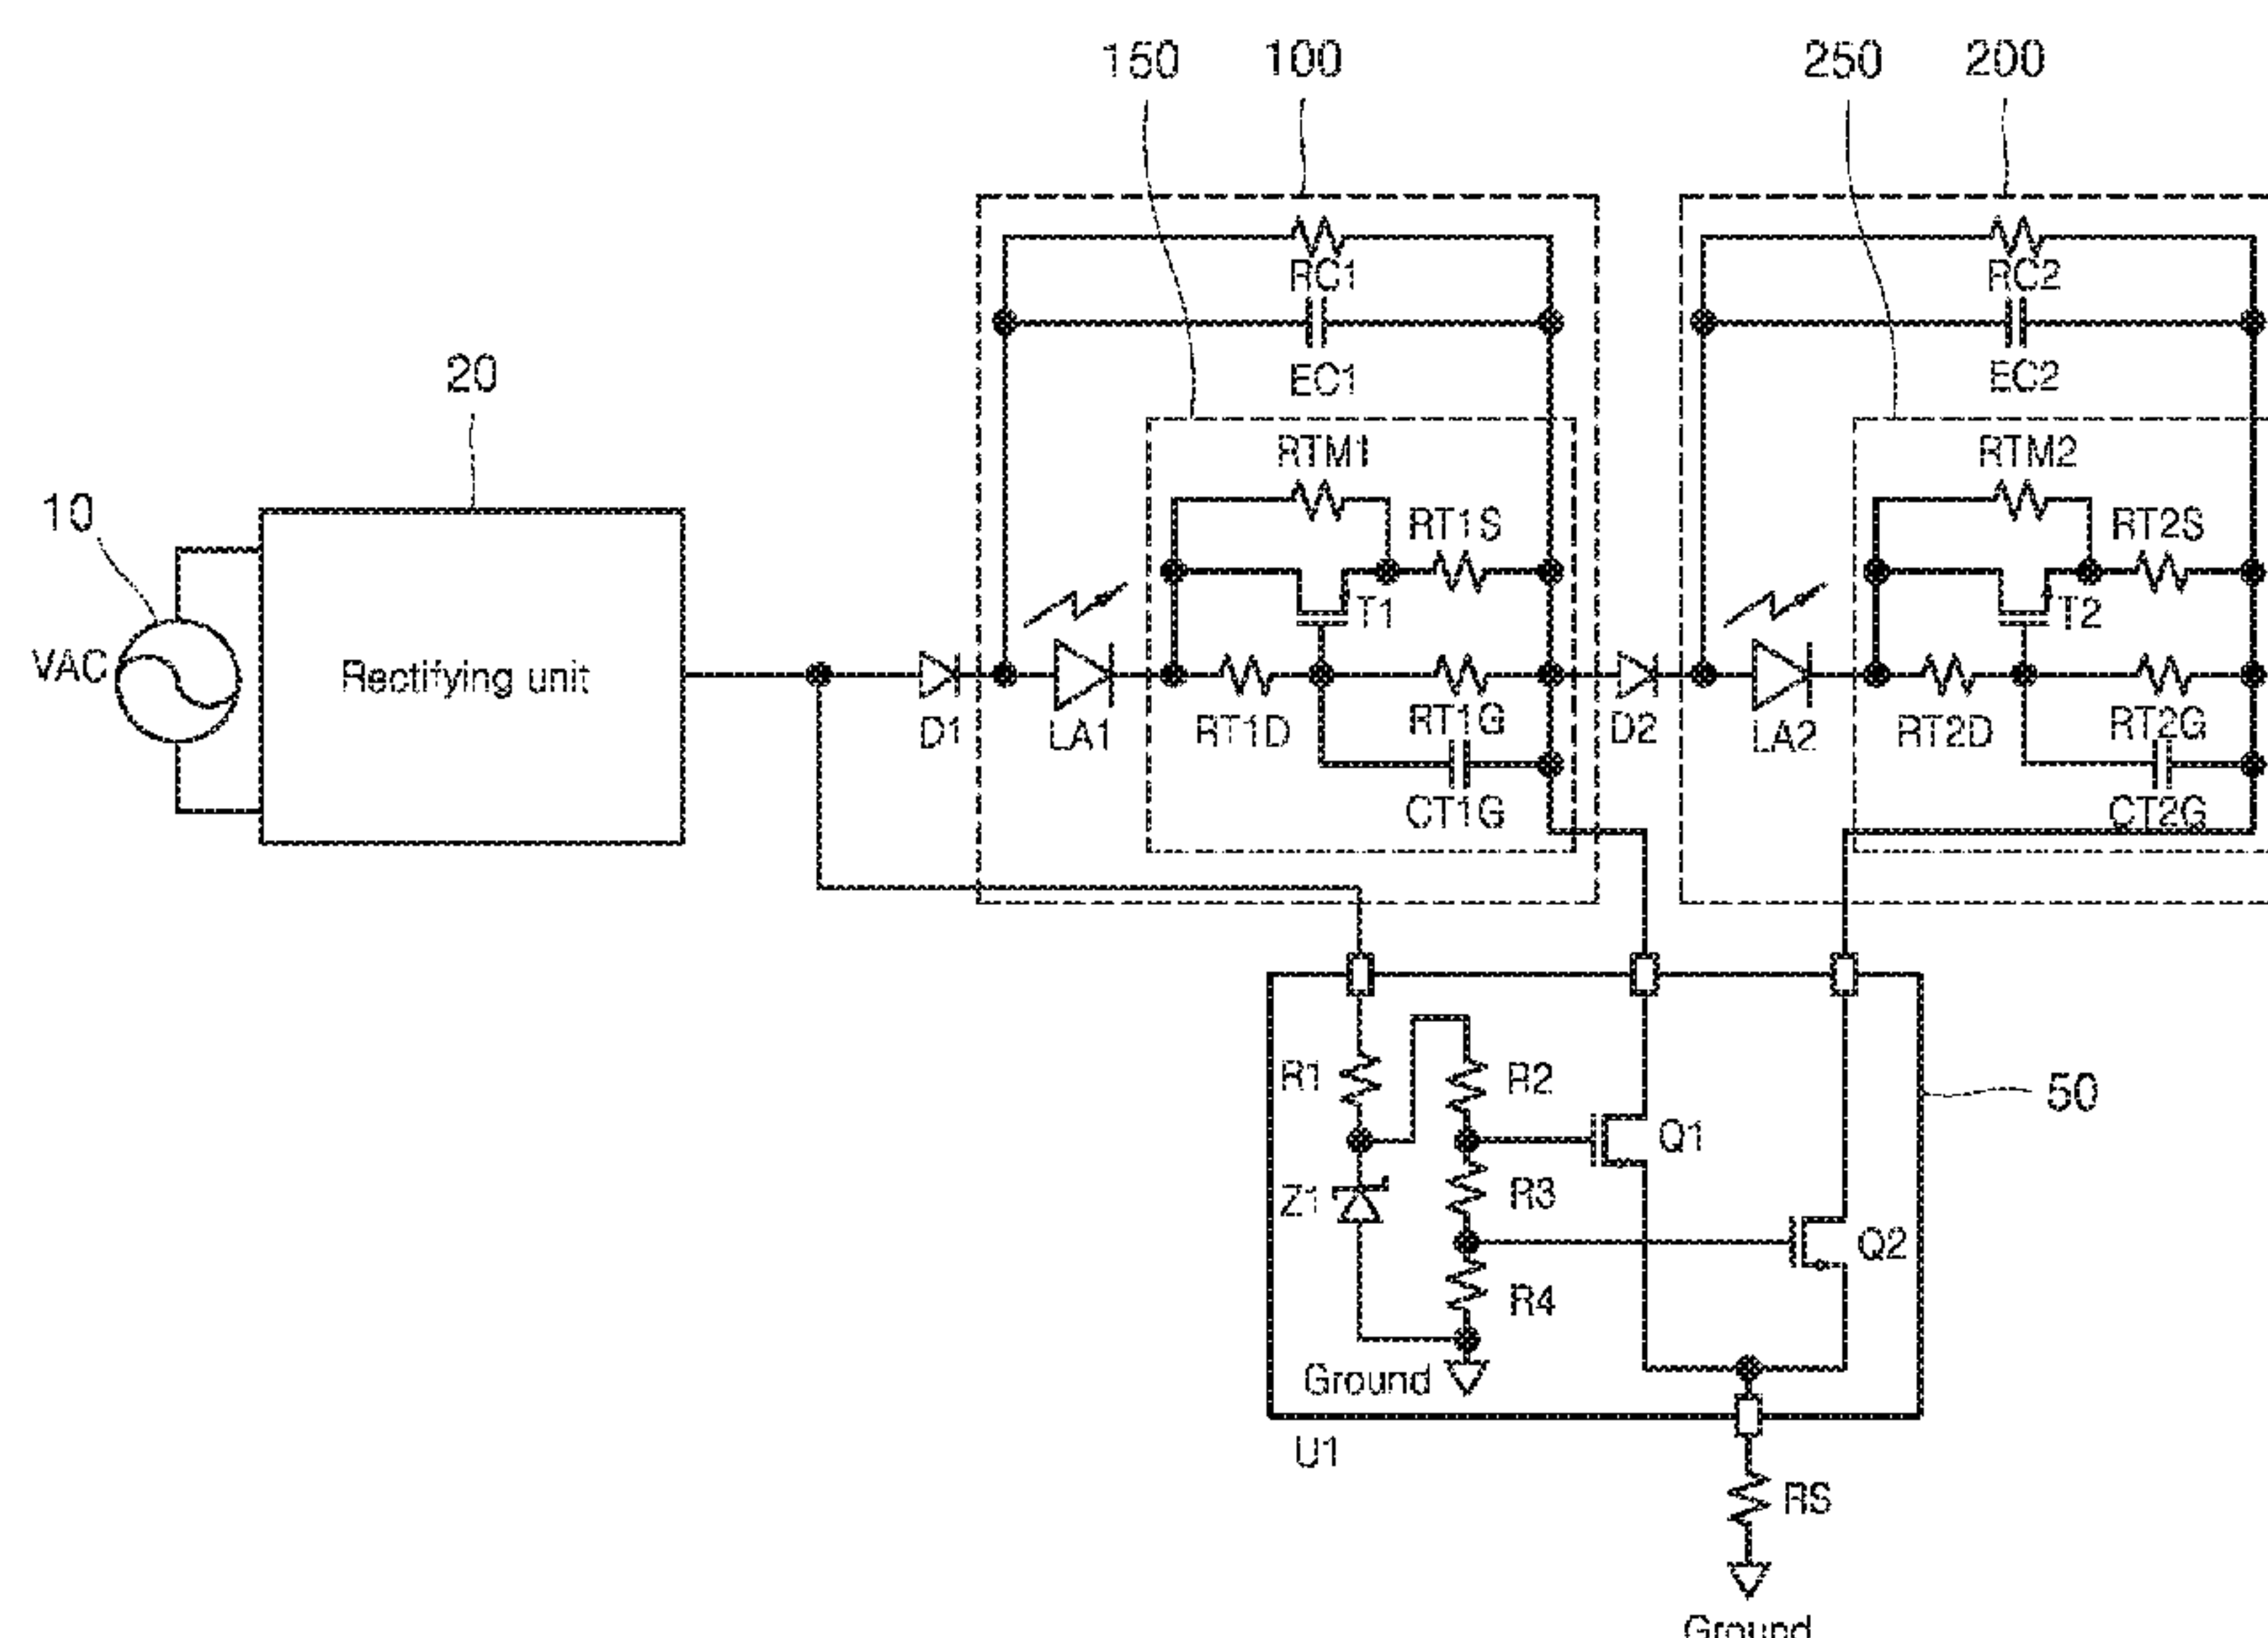 150 100 250 200
RC1 RC2
EC1 EC2
20
RTM1 RTM2
10
RT1S RT2S
T1 T2
VAC
Rectifying unit
D1 LA1 RT1D RT1G D2 LA2 RT2D RT2G
CT1G CT2G
R1 R2
50
Q1
Z1 R3
Q2
R4
Ground
U1
RS
Ground